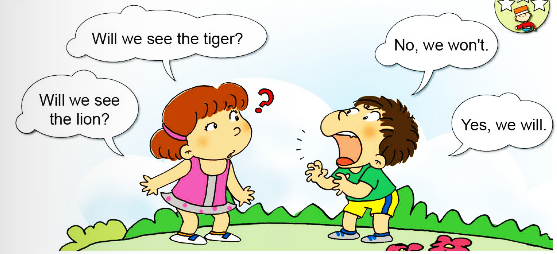 Will we see the tiger?
No, we won't.
Will we see
the lion?
Yes, we will.